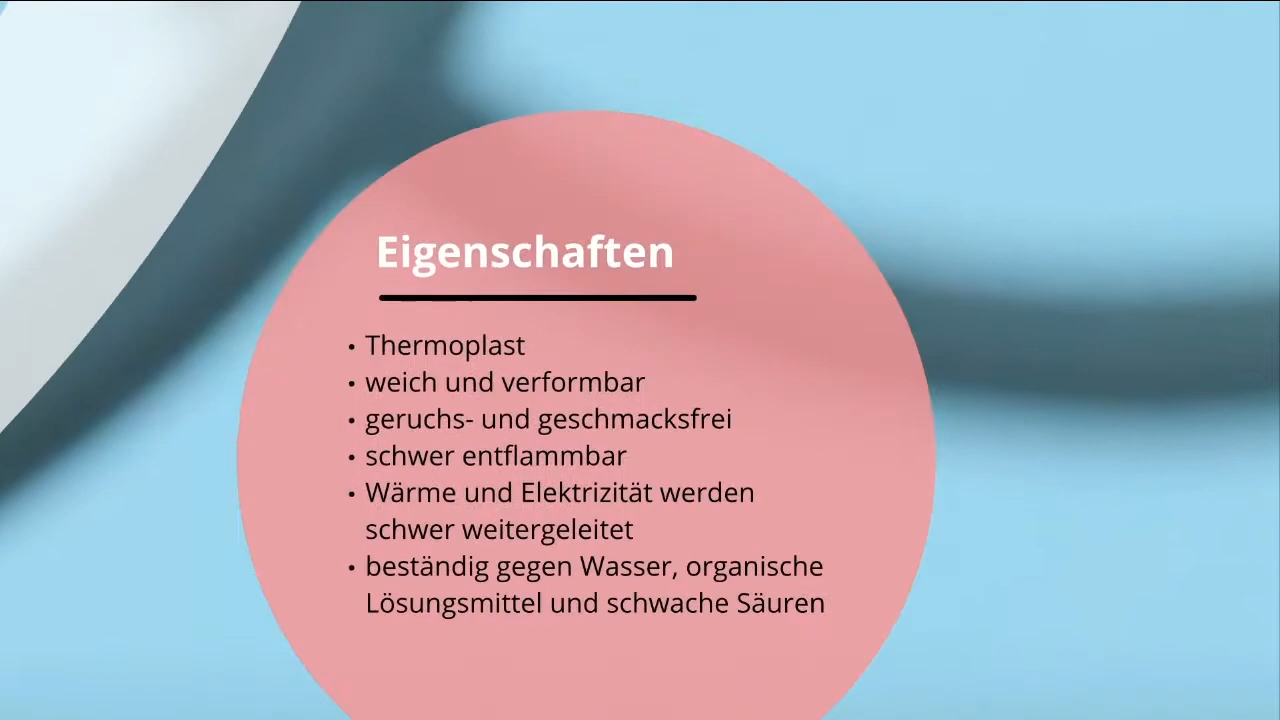 Eigenschaften
• Thermoplast
• weich und verformbar
• geruchs- und geschmacksfrei
• schwer entflammbar
• Wärme und Elektrizität werden
schwer weitergeleitet
• beständig gegen Wasser, organische
Lösungsmittel und schwache Säuren